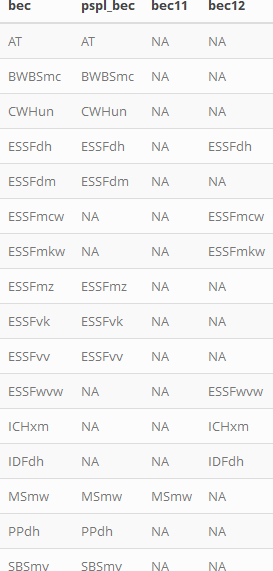 bec pspl_bec bec11 bec12
AT AT NA NA
BWBSmc BWBSmc NA NA
CWHun CWHun NA NA
ESSFdh ESSFdh NA ESSFdh
ESSFdm ESSFdm NA NA
ESSFmcw NA NA ESSFmcw
ESSFmkw NA NA ESSFmkw
ESSFmz ESSFmz NA NA
ESSFvk ESSFvk NA NA
ESSFvv ESSFvv NA NA
ESSFwvw NA NA ESSFwvw
ICHxm NA NA ICHxm
IDFdh NA NA IDFdh
MSmw MSmw MSmw NA
PPdh PPdh NA NA
SBSmv SBSmv NA NA